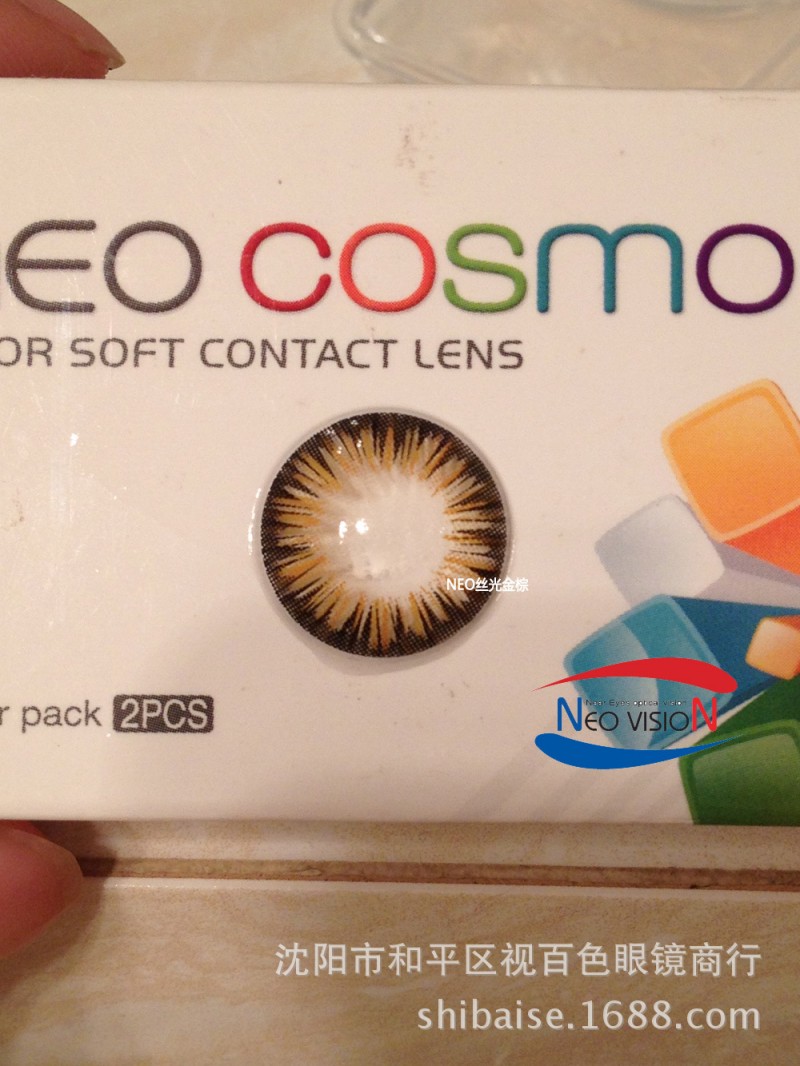 NEO COSMO
OR SOFT CONTACT LENS
NEO丝光金棕
r pack 2PCS
NEO VISION
沈阳市和平区视百色眼镜商行
shibaise.1688.com